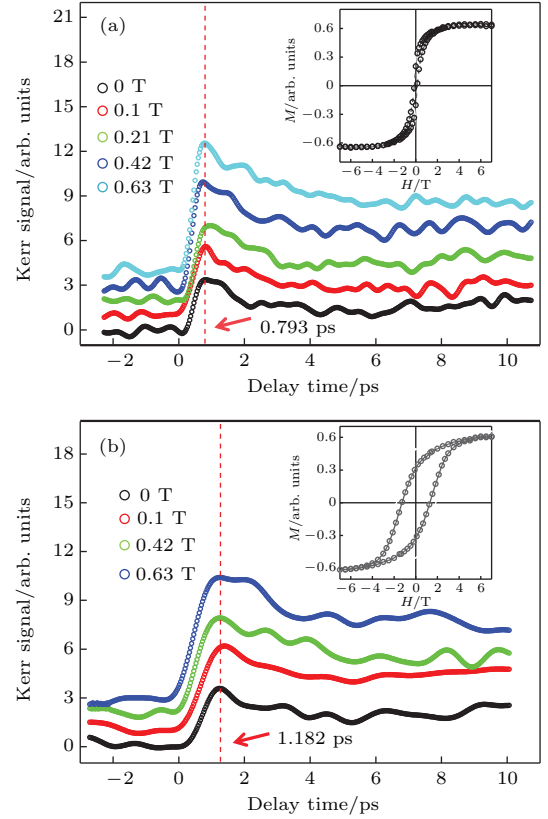 (a)
21
18
15
12
9
6
3
0
Kerr signal/arb. units
0 T
0.1 T
0.21 T
0.42 T
0.63 T
0.793 ps
−2 0 2 4 6 8 10
Delay time/ps
M/arb. units
0.6
0.3
0
−0.3
−0.6
−6 −4 −2 0 2 4 6
H/T
(b)
18
15
12
9
6
3
0
Kerr signal/arb. units
0 T
0.1 T
0.42 T
0.63 T
1.182 ps
−2 0 2 4 6 8 10
Delay time/ps
M/arb. units
0.6
0.3
0
−0.3
−0.6
−6 −4 −2 0 2 4 6
H/T